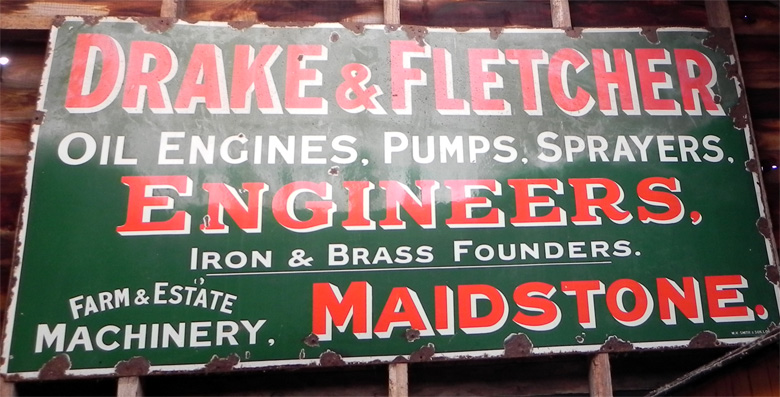 DRAKE & FLETCHER
OIL ENGINES, PUMPS, SPRAYERS,
ENGINEERS,
IRON & BRASS FOUNDERS.
FARM & ESTATE
MACHINERY,
MAIDSTONE.